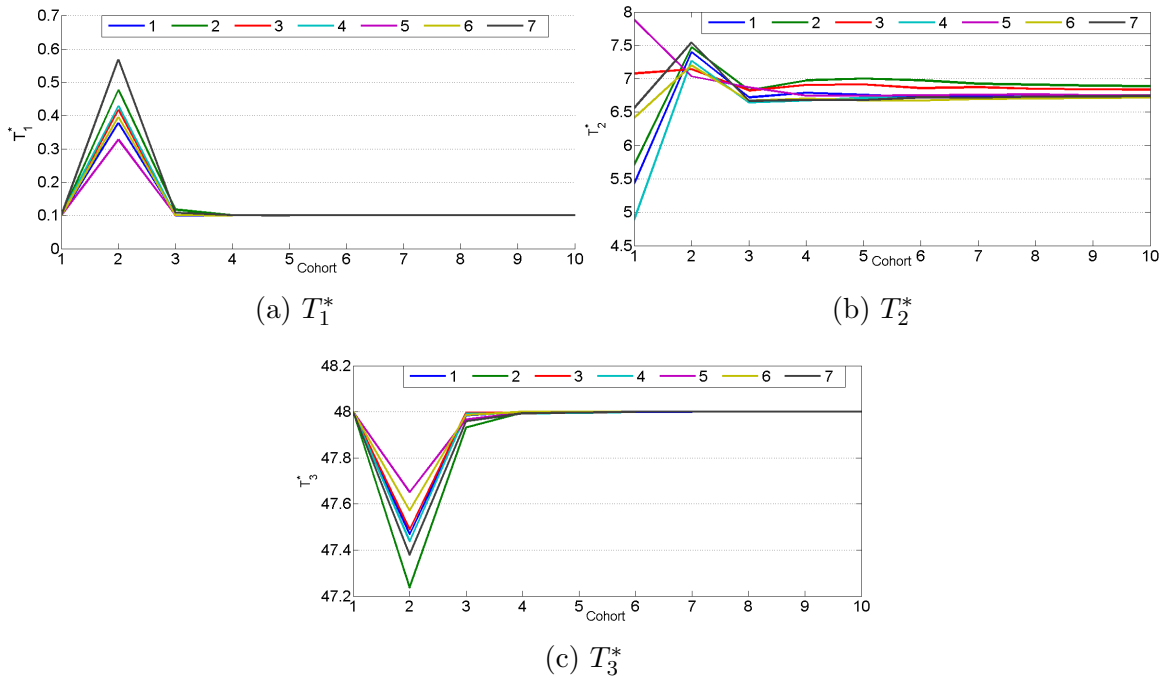 0.7
0.6
0.5
0.4
0.3
0.2
0.1
0
T*1
1 2 3 4 5 6 7
1 2 3 4 5 6 7 8 9 10
Cohort
(a) T*1
8
7.5
7
6.5
6
5.5
5
4.5
T*2
1 2 3 4 5 6 7
1 2 3 4 5 6 7 8 9 10
Cohort
(b) T*2
48.2
48
47.8
47.6
47.4
47.2
T*3
1 2 3 4 5 6 7
1 2 3 4 5 6 7 8 9 10
Cohort
(c) T*3